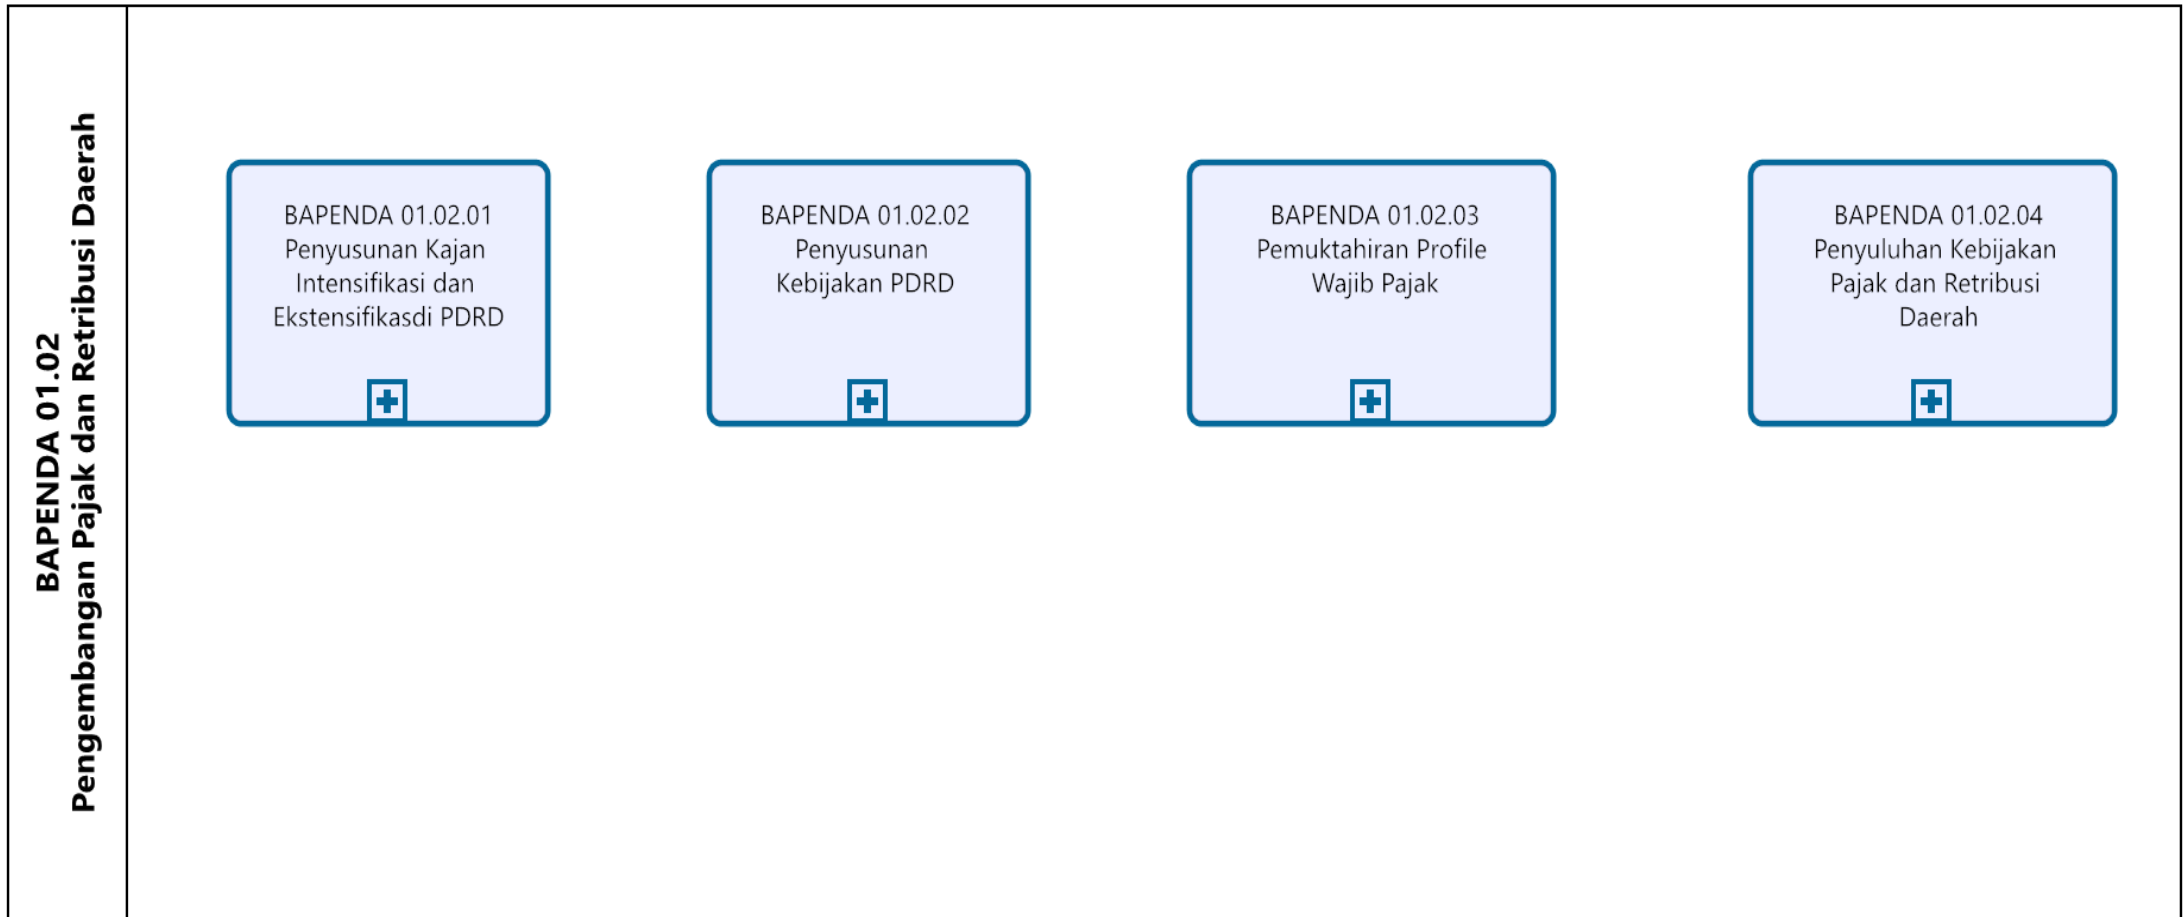 BAPENDA 01.02
Pengembangan Pajak dan Retribusi Daerah
BAPENDA 01.02.01
Penyusunan Kajan
Intensifikasi dan
Ekstensifikasdi PDRD
BAPENDA 01.02.02
Penyusunan
Kebijakan PDRD
BAPENDA 01.02.03
Pemuktahiran Profile
Wajib Pajak
BAPENDA 01.02.04
Penyuluhan Kebijakan
Pajak dan Retribusi
Daerah